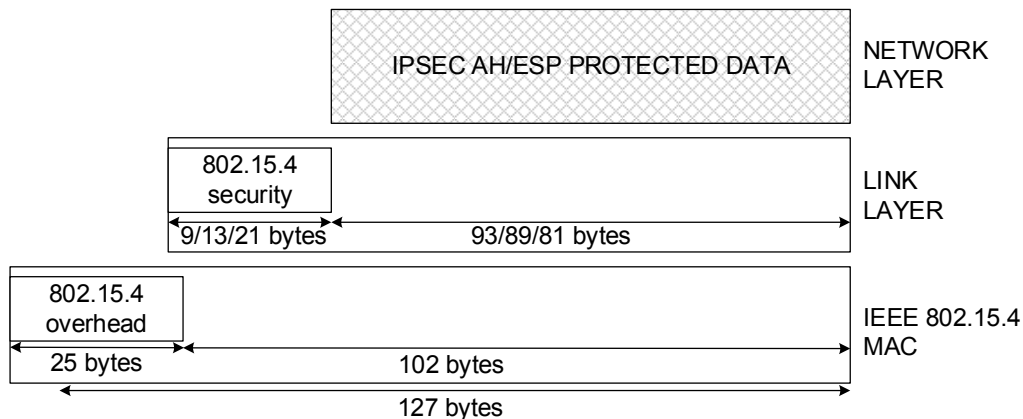 IPSEC AH/ESP PROTECTED DATA
NETWORK
LAYER
802.15.4
security
9/13/21 bytes
93/89/81 bytes
LINK
LAYER
802.15.4
overhead
25 bytes
102 bytes
IEEE 802.15.4
MAC
127 bytes